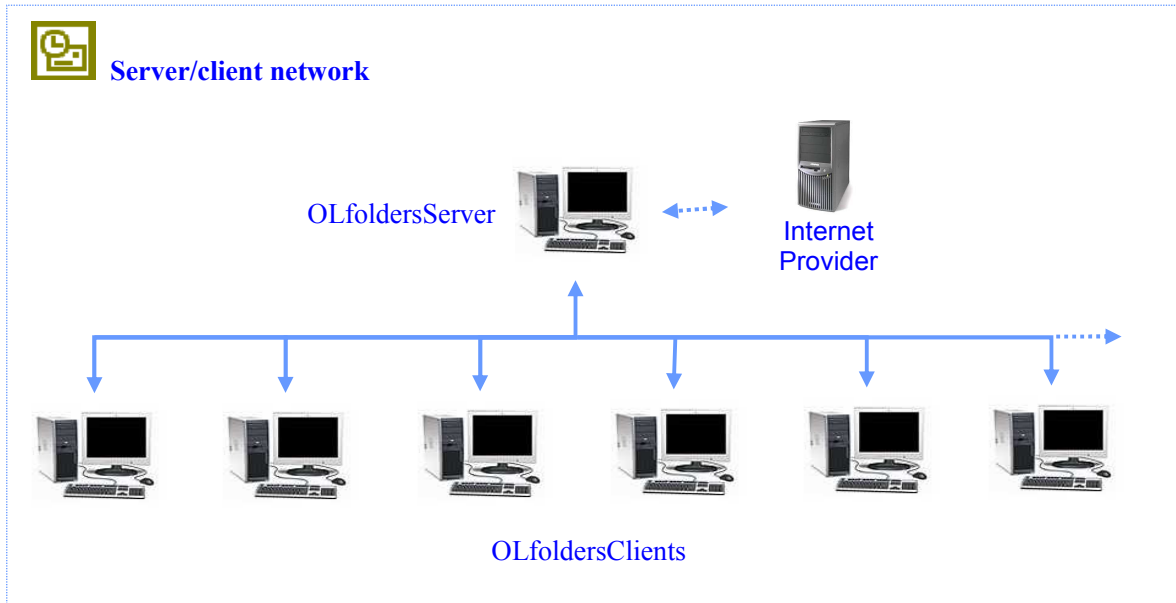 Server/client network
OLfoldersServer
Internet
Provider
OLfoldersClients